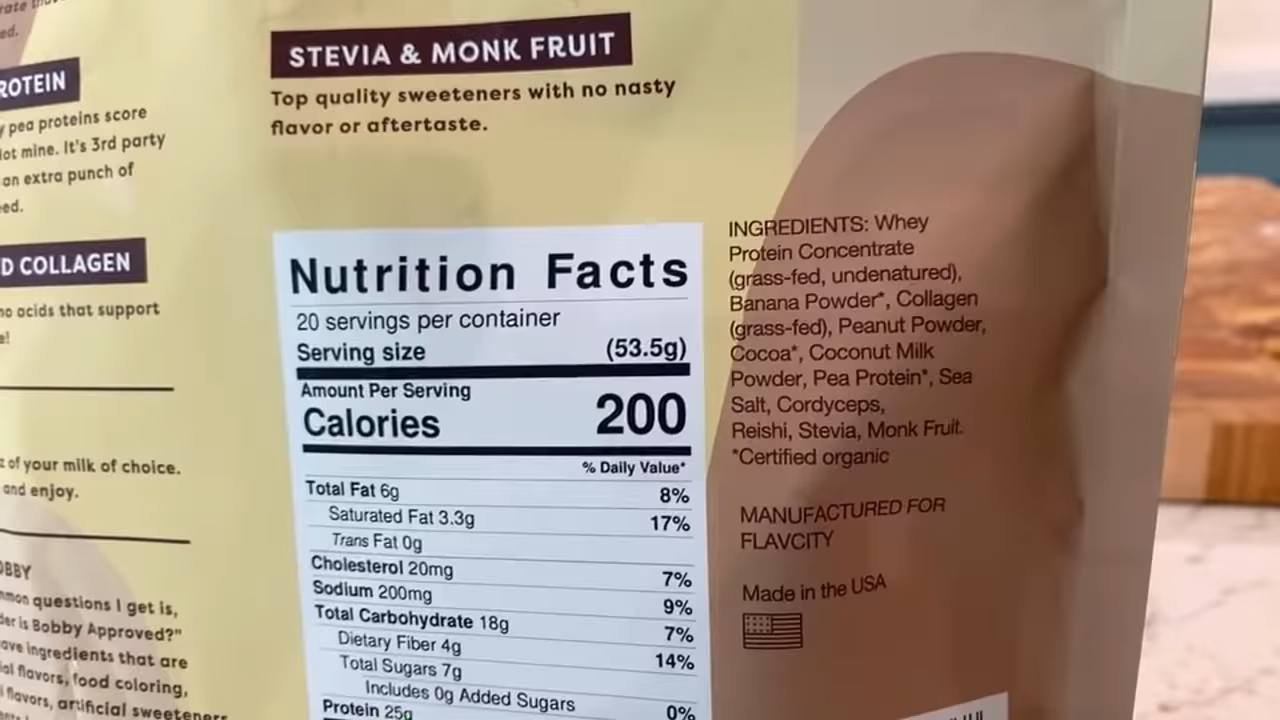 ed.
ROTEIN
pea proteins score
lot mine. It's 3rd party
an extra punch of
ed.
D COLLAGEN
no acids that support
e!
of your milk of choice.
and enjoy.
OBBY
mmon questions I get is,
der is Bobby Approved?"
ave ingredients that are
ial flavors, food coloring,
flavors, artificial sweeteners
STEVIA & MONK FRUIT
Top quality sweeteners with no nasty
flavor or aftertaste.
Nutrition Facts
20 servings per container
Serving size (53.5g)
Amount Per Serving
Calories 200
% Daily Value*
Total Fat 6g 8%
Saturated Fat 3.3g 17%
Trans Fat 0g
Cholesterol 20mg 7%
Sodium 200mg 9%
Total Carbohydrate 18g 7%
Dietary Fiber 4g 14%
Total Sugars 7g
Includes 0g Added Sugars 0%
Protein 25g
INGREDIENTS: Whey
Protein Concentrate
(grass-fed, undenatured),
Banana Powder*, Collagen
(grass-fed), Peanut Powder,
Cocoa*, Coconut Milk
Powder, Pea Protein*, Sea
Salt, Cordyceps,
Reishi, Stevia, Monk Fruit.
*Certified organic
MANUFACTURED FOR
FLAVCITY
Made in the USA